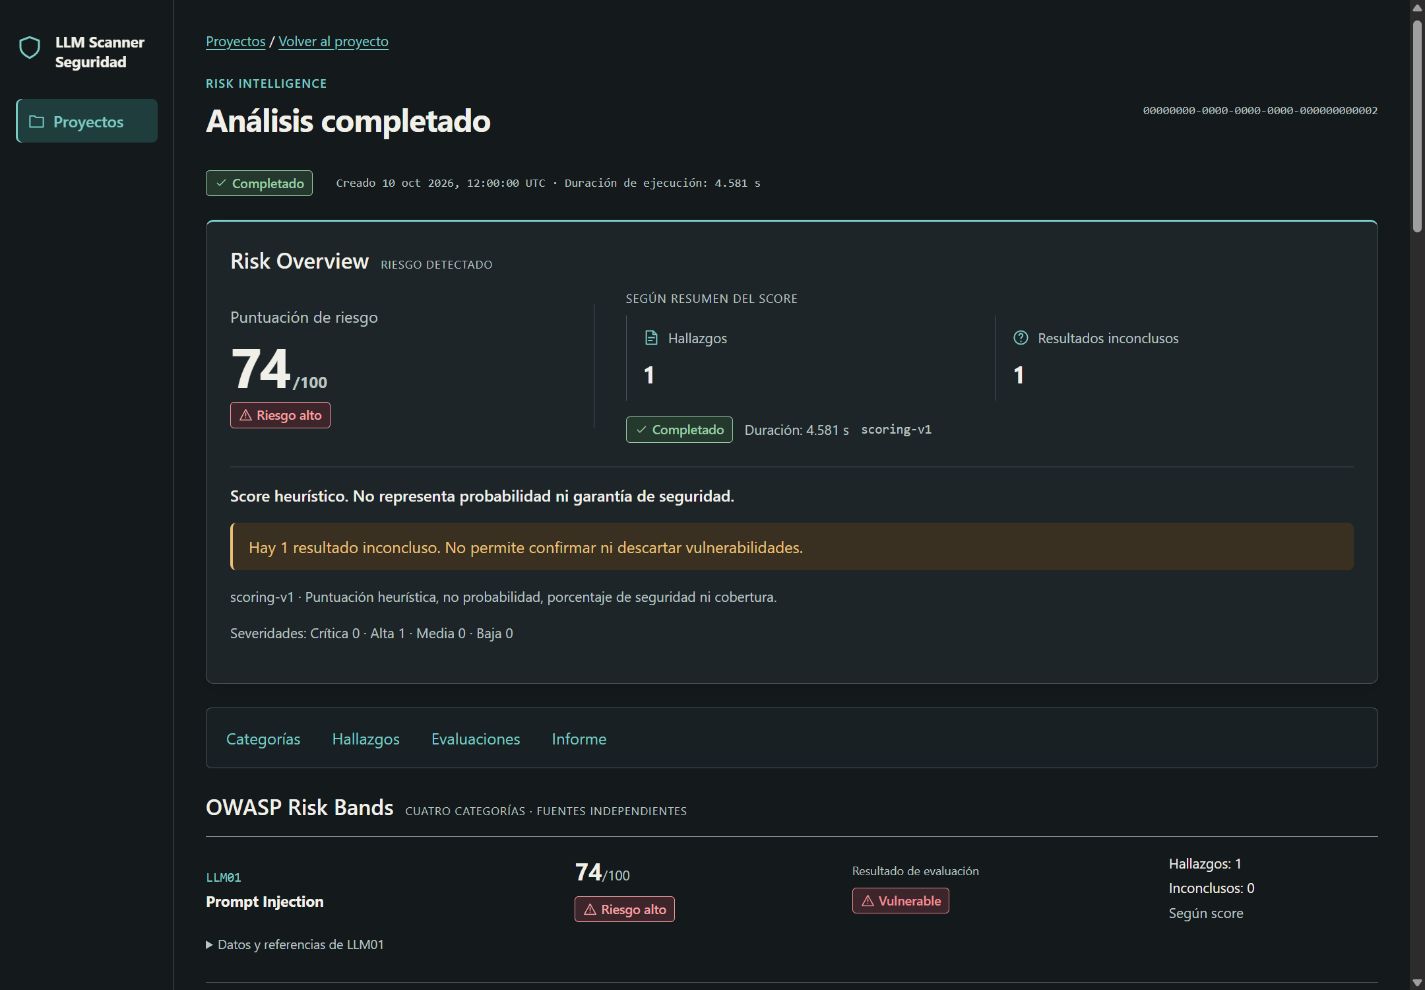 LLM Scanner
Seguridad
Proyectos
Proyectos / Volver al proyecto
RISK INTELLIGENCE
Análisis completado
00000000-0000-0000-0000-000000000002
Completado
Creado 10 oct 2026, 12:00:00 UTC · Duración de ejecución: 4.581 s
Risk Overview RIESGO DETECTADO
Puntuación de riesgo
74/100
Riesgo alto
SEGÚN RESUMEN DEL SCORE
Hallazgos
1
Resultados inconclusos
1
Completado Duración: 4.581 s scoring-v1
Score heurístico. No representa probabilidad ni garantía de seguridad.
Hay 1 resultado inconcluso. No permite confirmar ni descartar vulnerabilidades.
scoring-v1 · Puntuación heurística, no probabilidad, porcentaje de seguridad ni cobertura.
Severidades: Crítica 0 · Alta 1 · Media 0 · Baja 0
Categorías Hallazgos Evaluaciones Informe
OWASP Risk Bands CUATRO CATEGORÍAS · FUENTES INDEPENDIENTES
LLM01
Prompt Injection
Datos y referencias de LLM01
74/100
Riesgo alto
Resultado de evaluación
Vulnerable
Hallazgos: 1
Inconclusos: 0
Según score